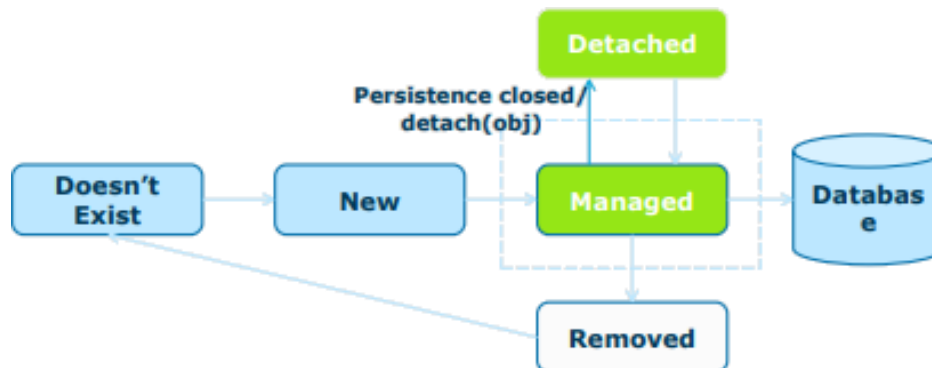 Detached
Persistence closed/
detach(obj)
Doesn't
Exist
New
Managed
Databas
e
Removed